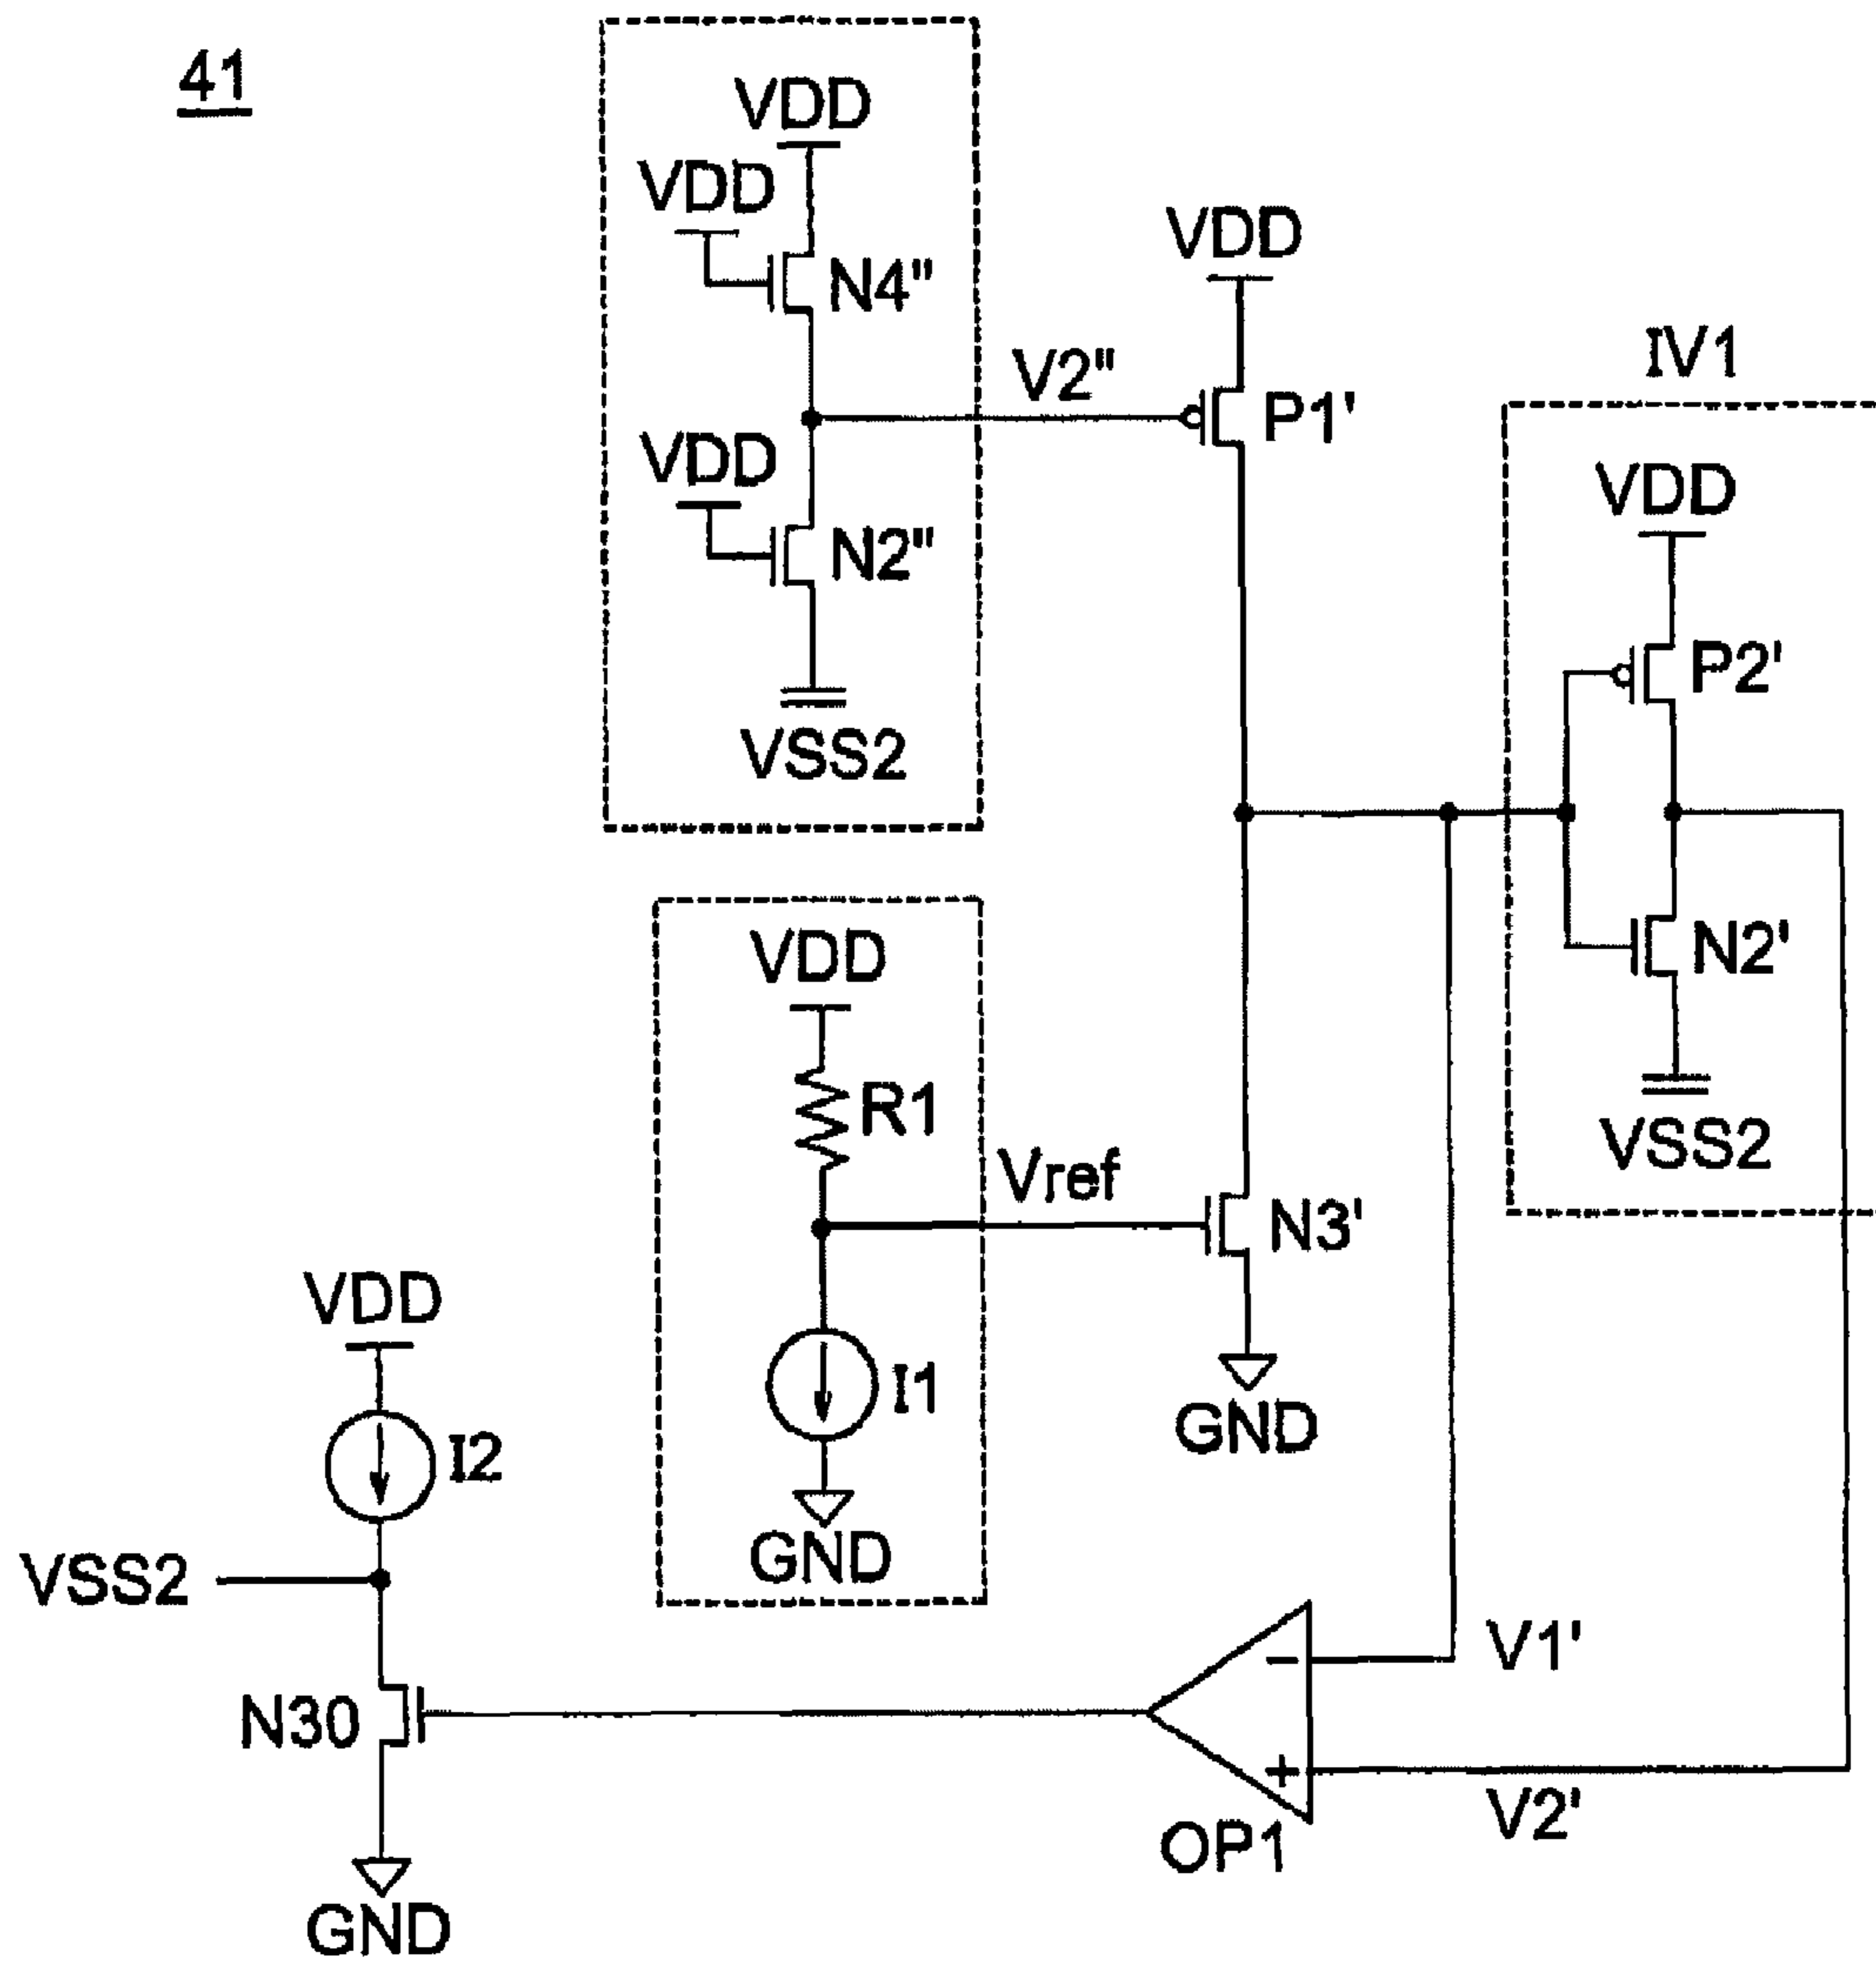 41
VDD
VDD
N4"
VDD
V2"
P1'
IV1
VDD
N2"
VDD
P2'
VSS2
VDD
N2'
R1
VSS2
Vref
N3'
VDD
I1
GND
I2
GND
VSS2
V1'
N30
-
+
V2'
OP1
GND